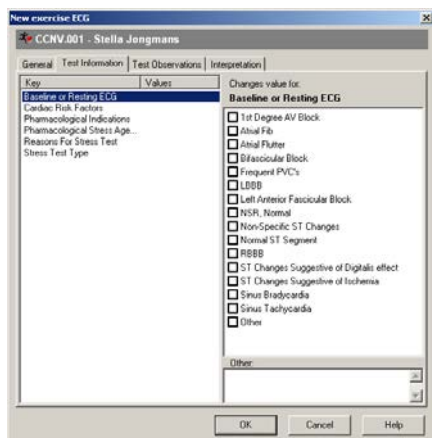 New exercise ECG
CCNV.001 - Stella Jongmans
General
Test Information
Test Observations
Interpretation
Key
Values
Baseline or Resting ECG
Cardiac Risk Factors
Pharmacological Indications
Pharmacological Stress Age...
Reasons For Stress Test
Stress Test Type
Changes value for:
Baseline or Resting ECG
1st Degree AV Block
Atrial Fib
Atrial Flutter
Bifascicular Block
Frequent PVC's
LBBB
Left Anterior Fascicular Block
NSR, Normal
Non-Specific ST Changes
Normal ST Segment
RBBB
ST Changes Suggestive of Digitalis effect
ST Changes Suggestive of Ischemia
Sinus Bradycardia
Sinus Tachycardia
Other
Other:
OK
Cancel
Help